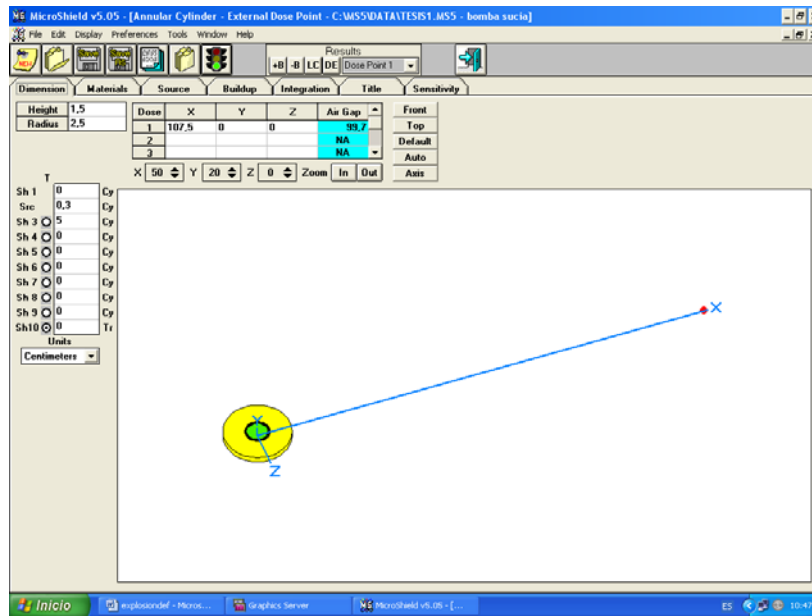 MicroShield v5.05 - [Annular Cylinder - External Dose Point - C:\MS5\DATA\TESIS1.MS5 - bomba sucia]
File Edit Display Preferences Tools Window Help
Results
+B -B LC DE Dose Point 1
Dimension Materials Source Buildup Integration Title Sensitivity
Height 1,5
Radius 2,5
Dose X Y Z Air Gap
1 107,5 0 0 99,7
2 NA
3 NA
Front
Top
Default
Auto
Axis
X 50 Y 20 Z 0 Zoom In Out
T
Sh 1 0 Cy
Src 0,3 Cy
Sh 3 5 Cy
Sh 4 0 Cy
Sh 5 0 Cy
Sh 6 0 Cy
Sh 7 0 Cy
Sh 8 0 Cy
Sh 9 0 Cy
Sh10 0 Tr
Units
Centimeters
X
Y
Z
Inicio explosiondef - Micros... Graphics Server MicroShield v5.05 - [... ES